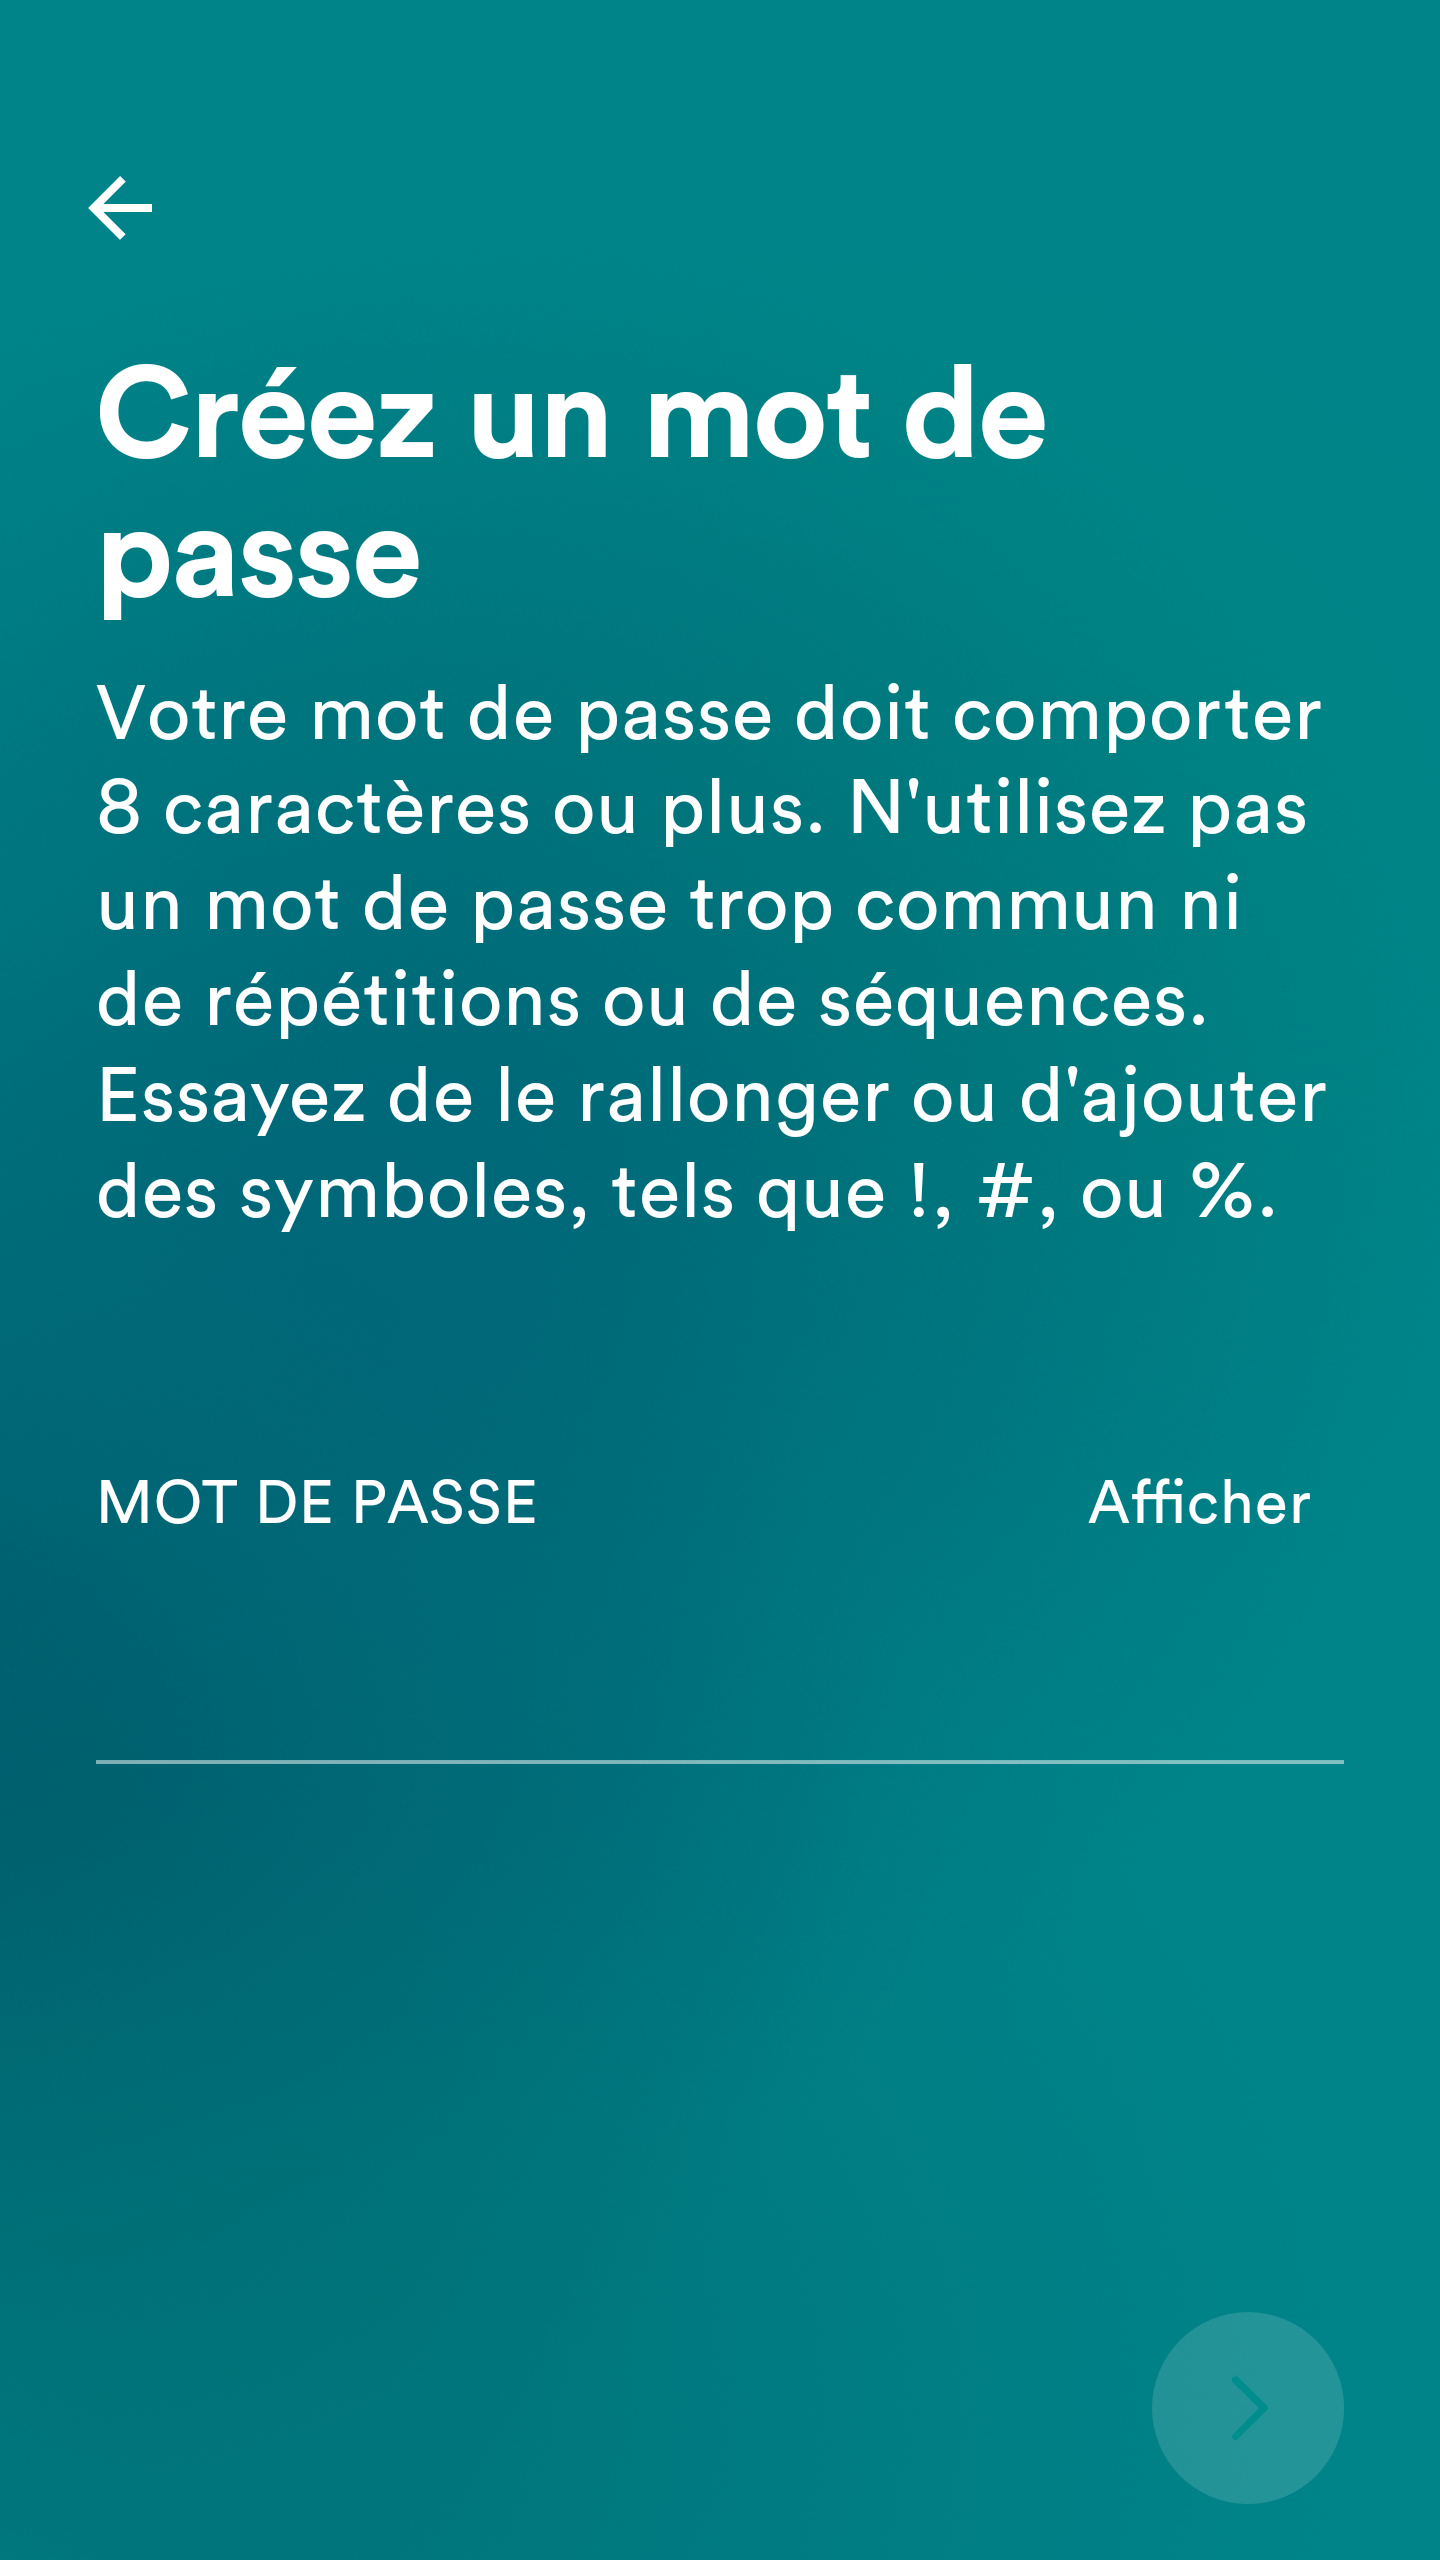 Créez un mot de
passe
Votre mot de passe doit comporter
8 caractères ou plus. N'utilisez pas
un mot de passe trop commun ni
de répétitions ou de séquences.
Essayez de le rallonger ou d'ajouter
des symboles, tels que !, #, ou %.
MOT DE PASSE Afficher